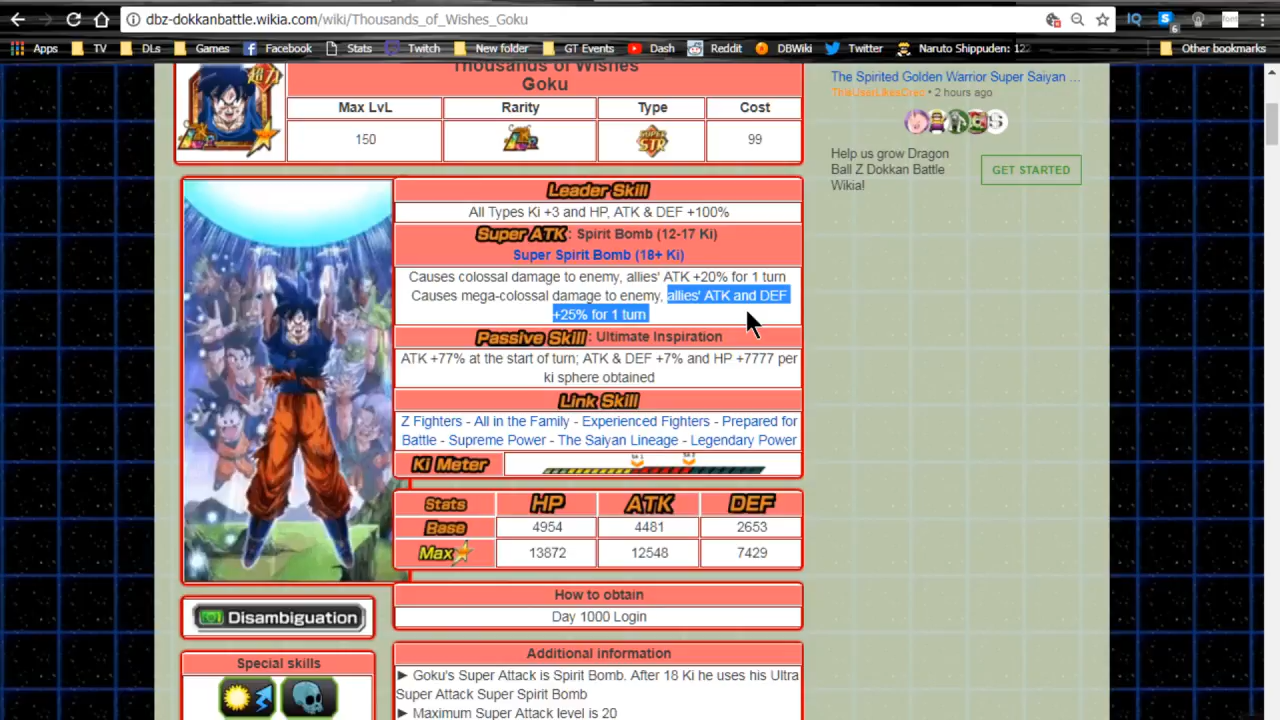 dbz-dokkanbattle.wikia.com/wiki/Thousands_of_Wishes_Goku
IQ
6
Apps
TV
DLs
Games
Facebook
Stats
Twitch
New folder
GT Events
Dash
Reddit
DBWiki
Twitter
Naruto Shippuden: 122
Other bookmarks
Thousands of Wishes
Goku
Max LvL
Rarity
Type
Cost
150
SUPER STR
99
Leader Skill
All Types Ki +3 and HP, ATK & DEF +100%
Super ATK: Spirit Bomb (12-17 Ki)
Super Spirit Bomb (18+ Ki)
Causes colossal damage to enemy, allies' ATK +20% for 1 turn
Causes mega-colossal damage to enemy, allies' ATK and DEF
+25% for 1 turn
Passive Skill: Ultimate Inspiration
ATK +77% at the start of turn; ATK & DEF +7% and HP +7777 per
ki sphere obtained
Link Skill
Z Fighters - All in the Family - Experienced Fighters - Prepared for
Battle - Supreme Power - The Saiyan Lineage - Legendary Power
Ki Meter
Stats
HP
ATK
DEF
Base
4954
4481
2653
Max
13872
12548
7429
How to obtain
Day 1000 Login
Disambiguation
Special skills
Additional information
► Goku's Super Attack is Spirit Bomb. After 18 Ki he uses his Ultra
Super Attack Super Spirit Bomb
► Maximum Super Attack level is 20
The Spirited Golden Warrior Super Saiyan ...
ThisUserLikesCreo • 2 hours ago
Help us grow Dragon
Ball Z Dokkan Battle
Wikia!
GET STARTED